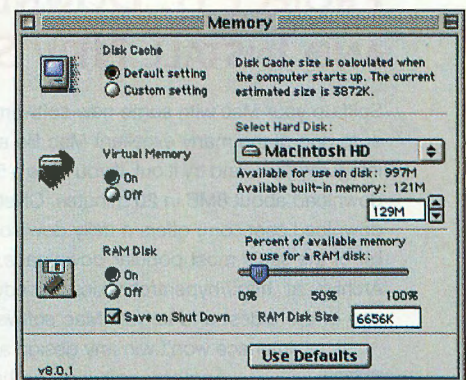 Memory
Disk Cache
Default setting
Custom setting
Disk Cache size is calculated when
the computer starts up. The current
estimated size is 3872K.
Select Hard Disk:
Macintosh HD
Virtual Memory
On
Off
Available for use on disk: 997M
Available built-in memory: 121M
129M
RAM Disk
On
Off
Save on Shut Down
Percent of available memory
to use for a RAM disk:
0% 50% 100%
RAM Disk Size 6656K
Use Defaults
v8.0.1